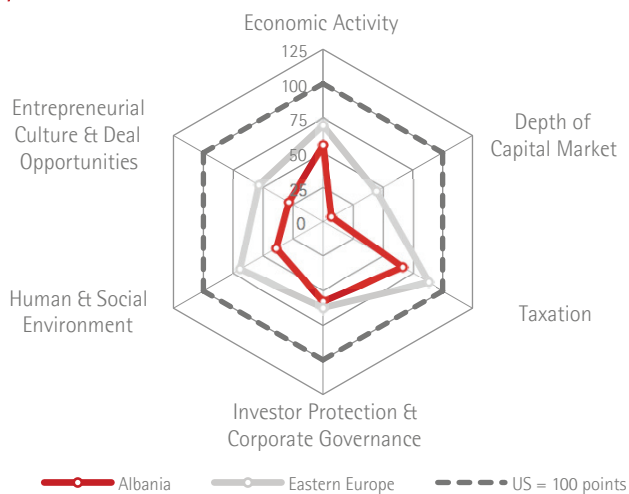 Economic Activity
125
100
75
50
25
0
Entrepreneurial
Culture & Deal
Opportunities
Depth of
Capital Market
Human & Social
Environment
Taxation
Investor Protection &
Corporate Governance
Albania
Eastern Europe
US = 100 points